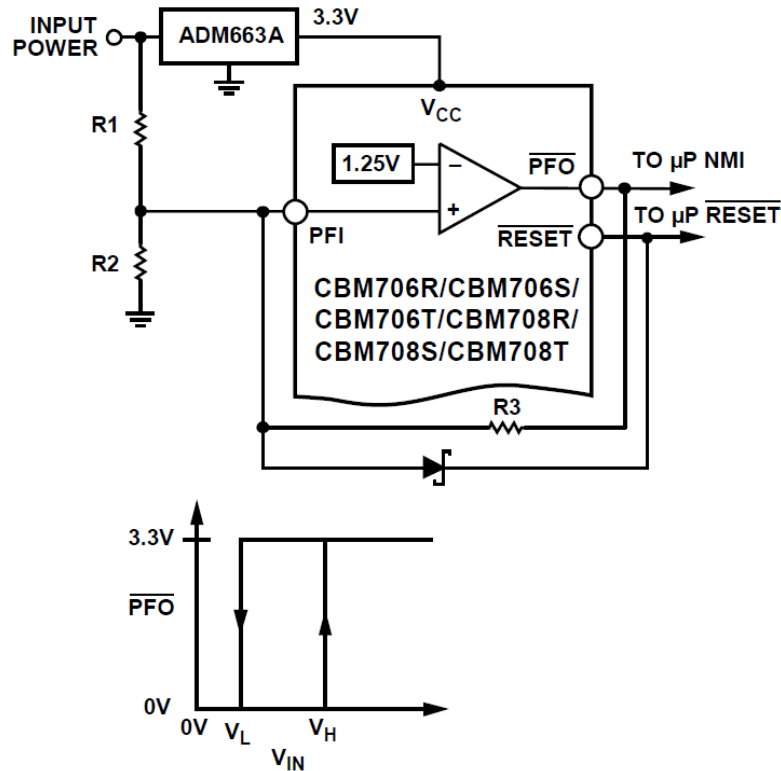 INPUT
POWER
ADM663A
3.3V
R1
VCC
1.25V
−
+
PFO
TO µP NMI
TO µP RESET
PFI
RESET
R2
CBM706R/CBM706S/
CBM706T/CBM708R/
CBM708S/CBM708T
R3
3.3V
PFO
0V
0V
VL
VH
VIN